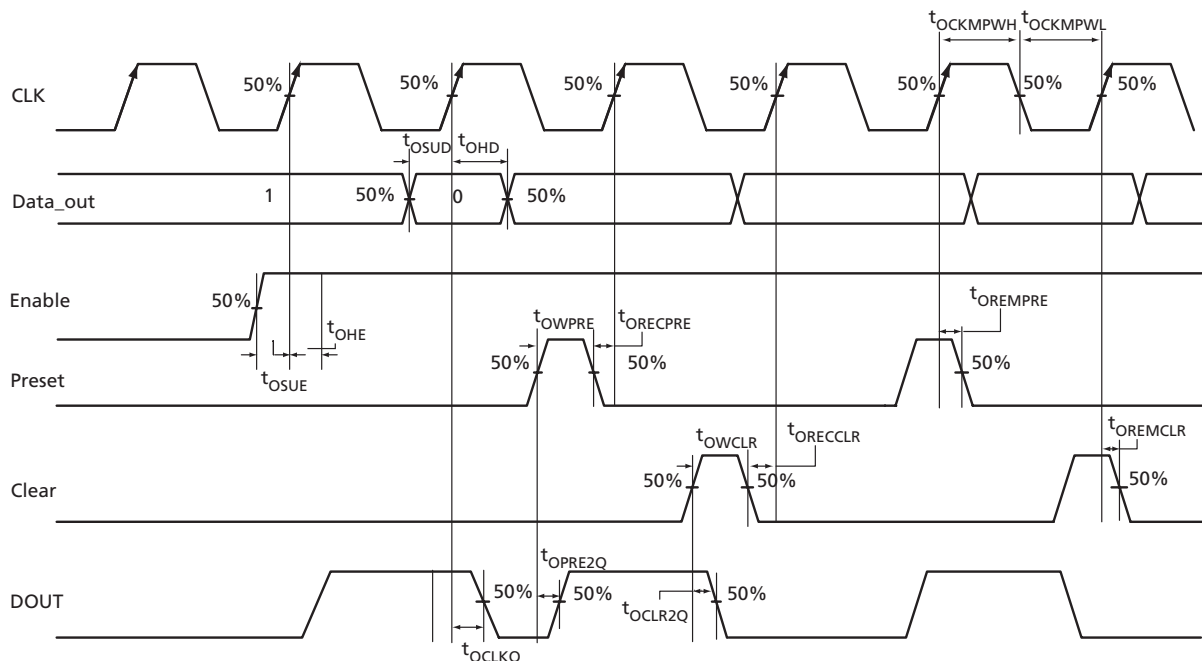 tOCKMPWH tOCKMPWL
CLK 50% 50% 50% 50% 50% 50% 50%
tOSUD tOHD
Data_out 1 50% 0 50%
Enable 50% tOHE tOWPRE tORECPRE tOREMPRE
Preset tOSUE 50% 50% 50%
tOWCLR tORECCLR tOREMCLR
Clear 50% 50% 50%
tOPRE2Q
DOUT 50% 50% tOCLR2Q 50%
tOCLKQ